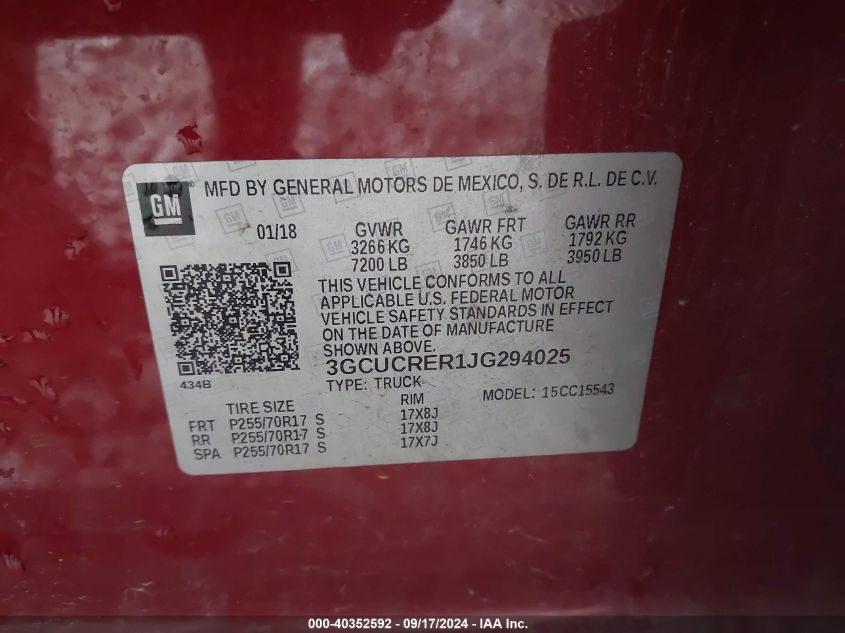 GM
MFD BY GENERAL MOTORS DE MEXICO, S. DE R.L. DE C.V.
01/18
GVWR GAWR FRT GAWR RR
3266 KG 1746 KG 1792 KG
7200 LB 3850 LB 3950 LB
THIS VEHICLE CONFORMS TO ALL
APPLICABLE U.S. FEDERAL MOTOR
VEHICLE SAFETY STANDARDS IN EFFECT
ON THE DATE OF MANUFACTURE
SHOWN ABOVE.
3GCUCRER1JG294025
434B
TYPE: TRUCK MODEL: 15CC15543
TIRE SIZE RIM
FRT P255/70R17 S 17X8J
RR P255/70R17 S 17X8J
SPA P255/70R17 S 17X7J
000-40352592 - 09/17/2024 - IAA, Inc.